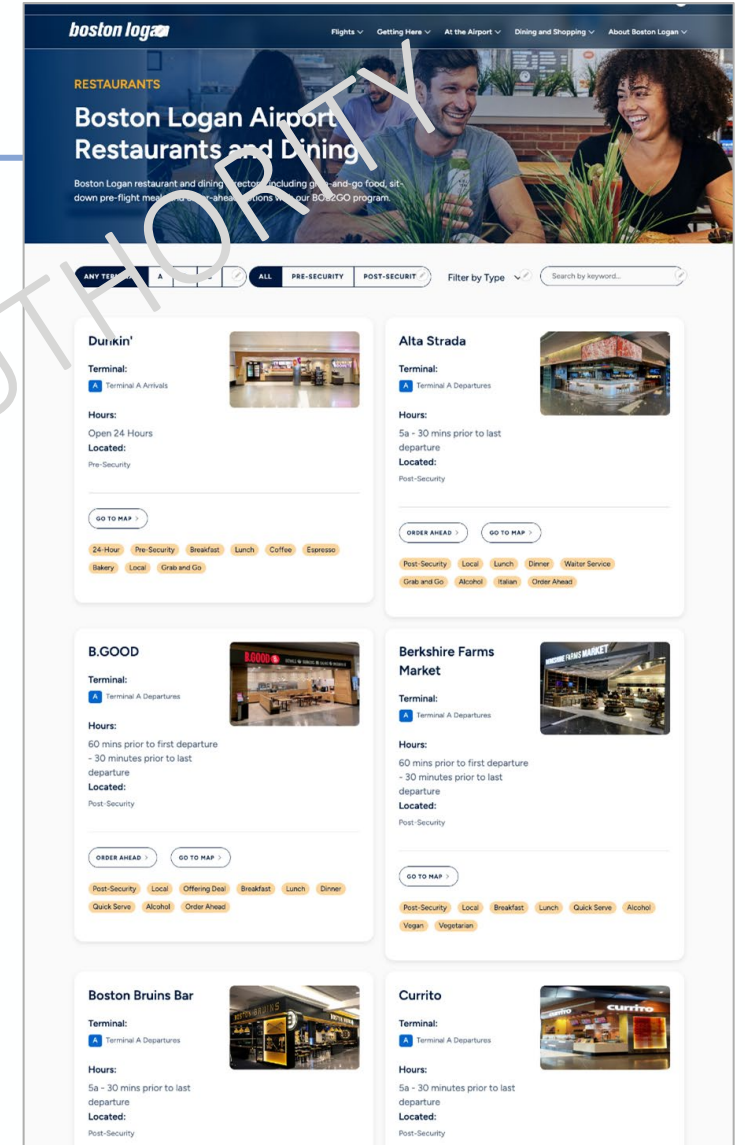 boston logan
Flights
Getting Here
At the Airport
Dining and Shopping
About Boston Logan
RESTAURANTS
Boston Logan Airport
Restaurants and Dining
Boston Logan restaurant and dining directory including grab-and-go food, sit-
down pre-flight meals and order-ahead options with our BOS2GO program.
A
ALL
PRE-SECURITY
Filter by Type
Search by keyword...
Dunkin'
Terminal:
A Terminal A Arrivals
Hours:
Open 24 Hours
Located:
Pre-Security
GO TO MAP >
24-Hour Pre-Security Breakfast Lunch Coffee Espresso
Bakery Local Grab and Go
Alta Strada
Terminal:
A Terminal A Departures
Hours:
5a - 30 mins prior to last
departure
Located:
Post-Security
ORDER AHEAD > GO TO MAP >
Post-Security Local Lunch Dinner Waiter Service
Grab and Go Alcohol Italian Order Ahead
B.GOOD
Terminal:
A Terminal A Departures
Hours:
60 mins prior to first departure
- 30 minutes prior to last
departure
Located:
Post-Security
ORDER AHEAD > GO TO MAP >
Post-Security Local Offering Deal Breakfast Lunch Dinner
Quick Serve Alcohol Order Ahead
B.GOOD
Berkshire Farms
Market
Terminal:
A Terminal A Departures
Hours:
60 mins prior to first departure
- 30 minutes prior to last
departure
Located:
Post-Security
GO TO MAP >
Post-Security Local Breakfast Lunch Quick Serve Alcohol
Vegan Vegetarian
BERKSHIRE FARMS MARKET
Boston Bruins Bar
Terminal:
A Terminal A Departures
Hours:
5a - 30 mins prior to last
departure
Located:
Post-Security
BOSTON BRUINS
Currito
Terminal:
A Terminal A Departures
Hours:
5a - 30 minutes prior to last
departure
Located:
Post-Security
currito